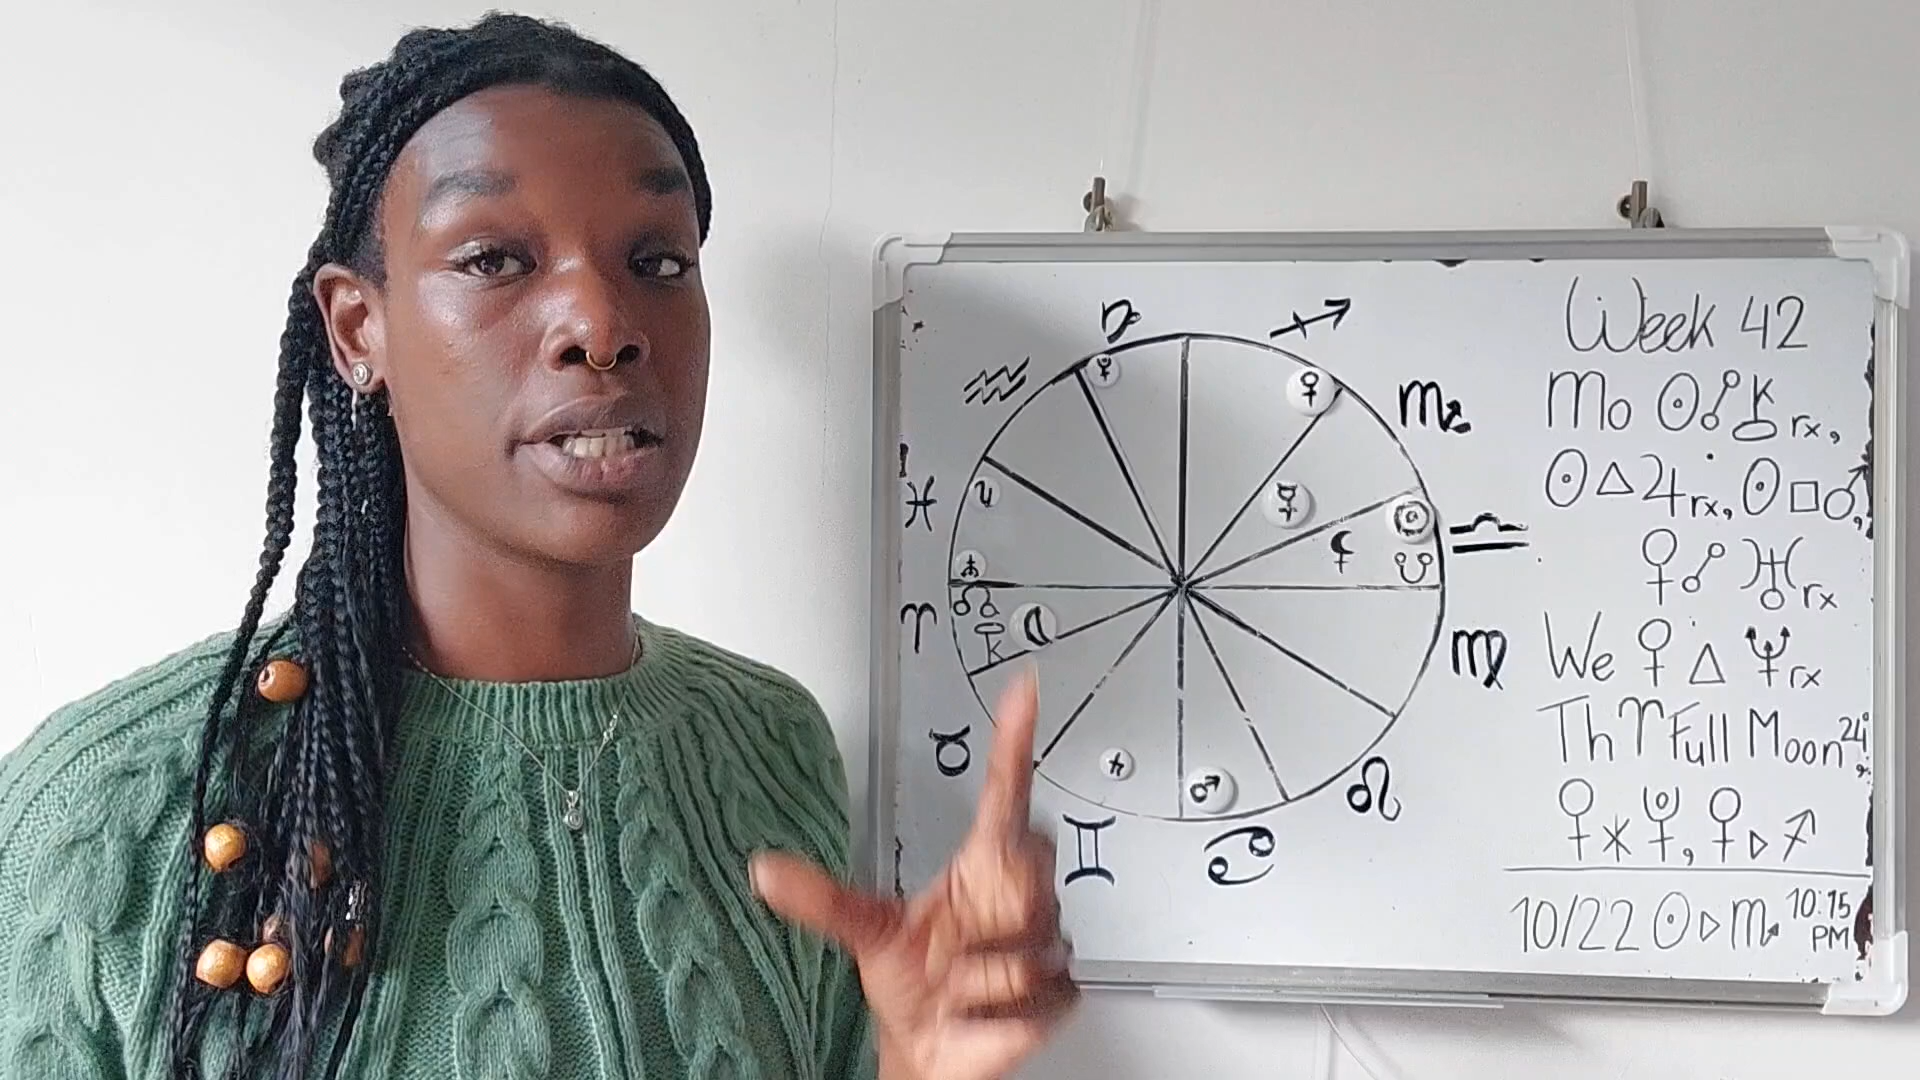 Week 42
Mo ☉☍⚷rx,
☉△♃rx, ☉□♂,
♀☍♅rx
We ♀△♆rx
Th ♈ Full Moon 24°,
♀⚹♇, ♀▷♐
10/22 ☉▷♏ 10:15
PM